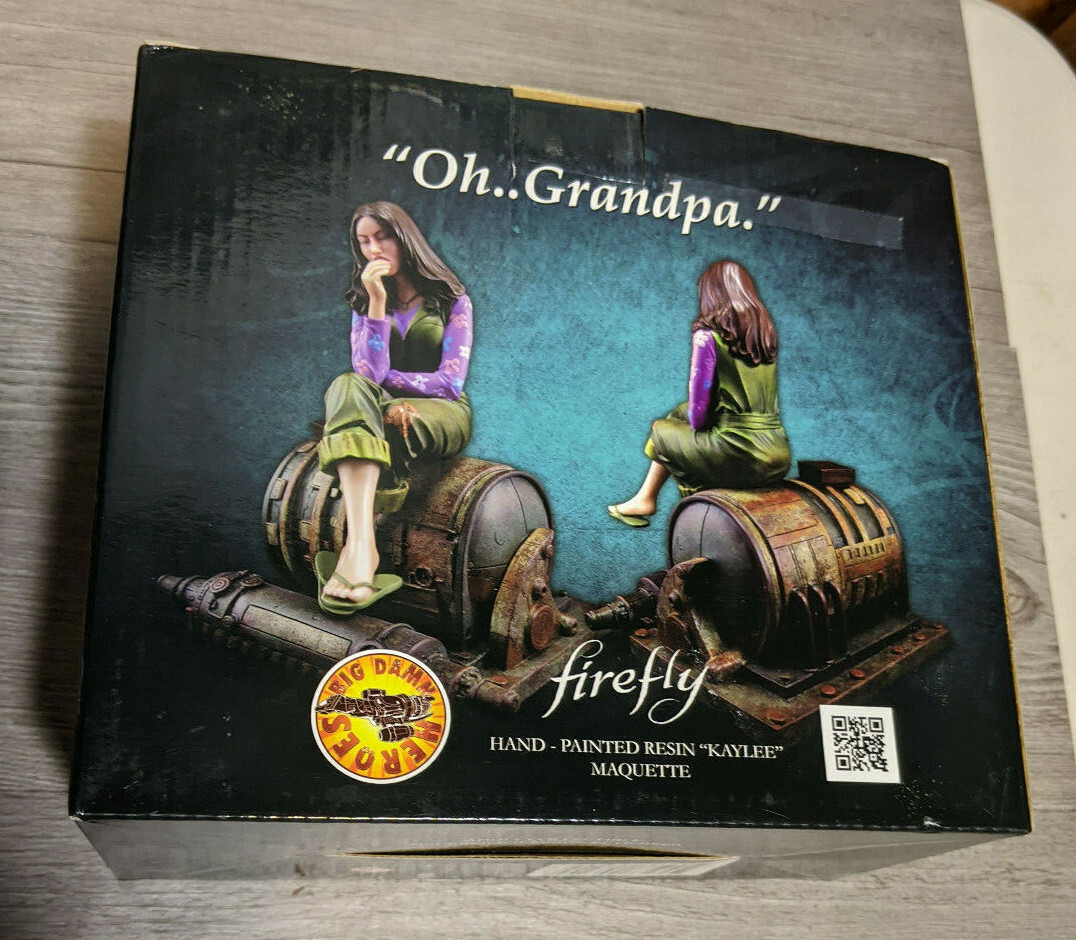 “Oh..Grandpa.”
BIG DAMN HEROES
firefly
HAND - PAINTED RESIN “KAYLEE”
MAQUETTE